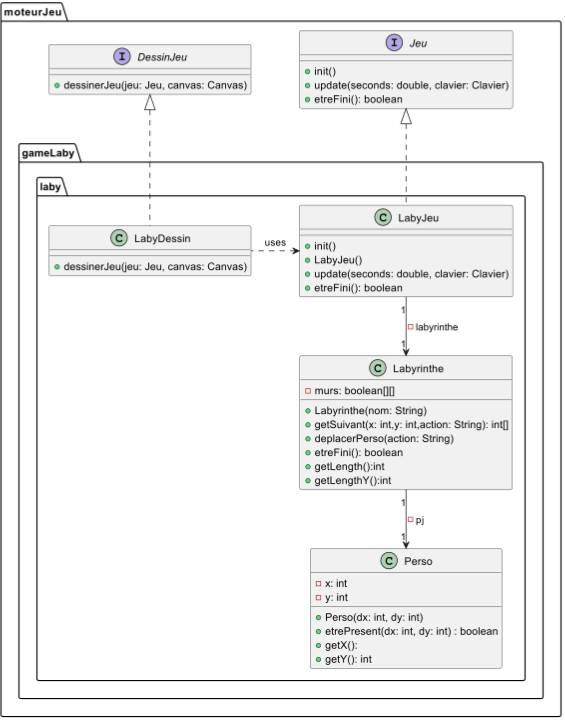 moteurJeu
I DessinJeu
dessinerJeu(jeu: Jeu, canvas: Canvas)
I Jeu
init()
update(seconds: double, clavier: Clavier)
etreFini(): boolean
gameLaby
laby
C LabyDessin
dessinerJeu(jeu: Jeu, canvas: Canvas)
uses
C LabyJeu
init()
LabyJeu()
update(seconds: double, clavier: Clavier)
etreFini(): boolean
1
labyrinthe
1
C Labyrinthe
murs: boolean[][]
Labyrinthe(nom: String)
getSuivant(x: int,y: int,action: String): int[]
deplacerPerso(action: String)
etreFini(): boolean
getLength():int
getLengthY():int
1
pj
1
C Perso
x: int
y: int
Perso(dx: int, dy: int)
etrePresent(dx: int, dy: int) : boolean
getX():
getY(): int